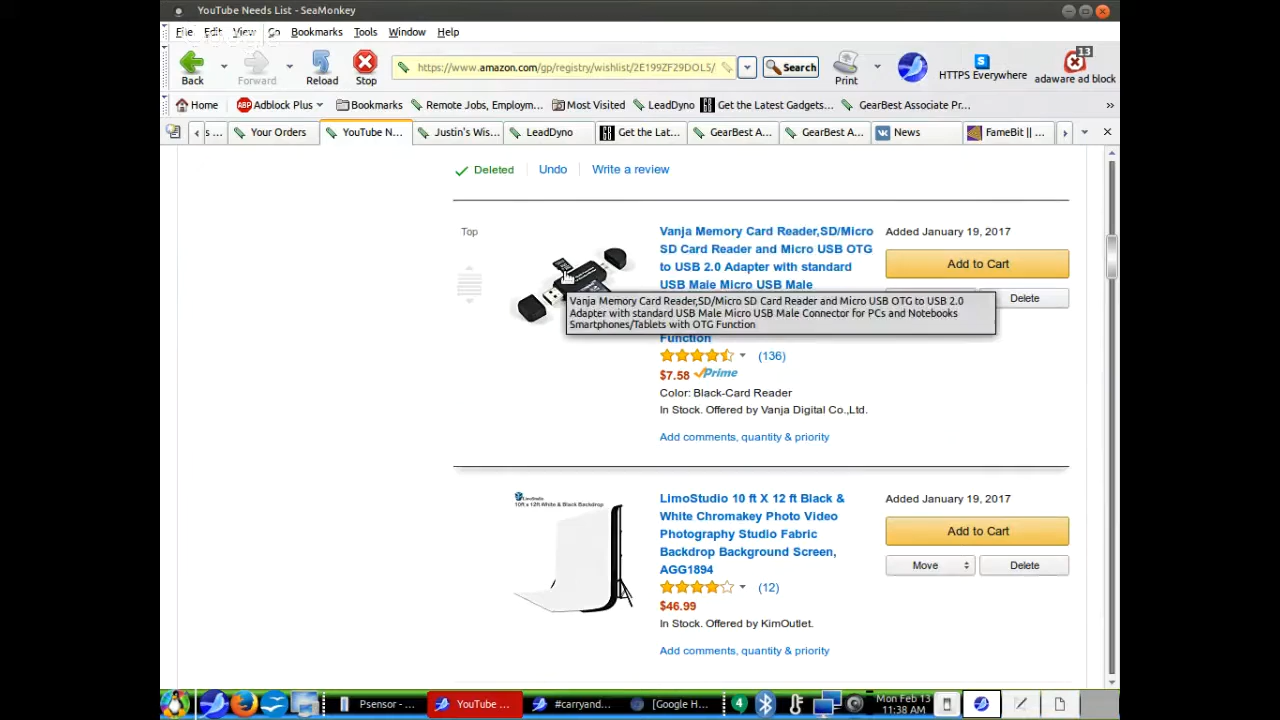 YouTube Needs List - SeaMonkey
File Edit View Go Bookmarks Tools Window Help
Back Forward Reload Stop
https://www.amazon.com/gp/registry/wishlist/2E199ZF29DOL5/
Search
Print
HTTPS Everywhere
13
adaware ad block
Home
Adblock Plus
Bookmarks
Remote Jobs, Employm...
Most Visited
LeadDyno
Get the Latest Gadgets...
GearBest Associate Pr...
»
s ...
Your Orders
YouTube N...
Justin's Wis...
LeadDyno
Get the Lat...
GearBest A...
GearBest A...
News
FameBit || ...
Deleted
Undo
Write a review
Top
Vanja Memory Card Reader,SD/Micro
SD Card Reader and Micro USB OTG
to USB 2.0 Adapter with standard
USB Male Micro USB Male
Function
(136)
$7.58 Prime
Color: Black-Card Reader
In Stock. Offered by Vanja Digital Co.,Ltd.
Add comments, quantity & priority
Added January 19, 2017
Add to Cart
Delete
Vanja Memory Card Reader,SD/Micro SD Card Reader and Micro USB OTG to USB 2.0
Adapter with standard USB Male Micro USB Male Connector for PCs and Notebooks
Smartphones/Tablets with OTG Function
LimoStudio
10ft x 12ft White & Black Backdrop
LimoStudio 10 ft X 12 ft Black &
White Chromakey Photo Video
Photography Studio Fabric
Backdrop Background Screen,
AGG1894
(12)
$46.99
In Stock. Offered by KimOutlet.
Add comments, quantity & priority
Added January 19, 2017
Add to Cart
Move
Delete
Psensor - ...
YouTube ...
#carryand...
[Google H...
4
Mon Feb 13
11:38 AM